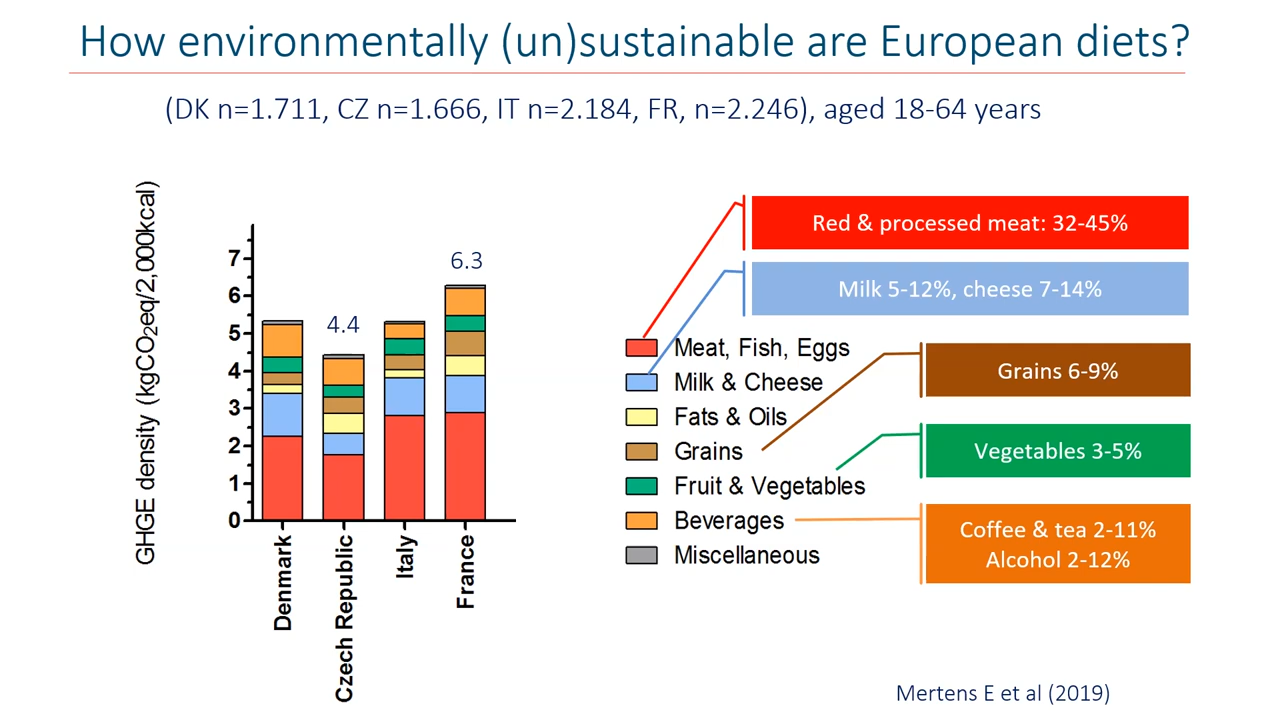 How environmentally (un)sustainable are European diets?
(DK n=1.711, CZ n=1.666, IT n=2.184, FR, n=2.246), aged 18-64 years
GHGE density (kgCO2eq/2,000kcal)
7
6
5
4
3
2
1
0
4.4
6.3
Denmark
Czech Republic
Italy
France
Meat, Fish, Eggs
Milk & Cheese
Fats & Oils
Grains
Fruit & Vegetables
Beverages
Miscellaneous
Red & processed meat: 32-45%
Milk 5-12%, cheese 7-14%
Grains 6-9%
Vegetables 3-5%
Coffee & tea 2-11%
Alcohol 2-12%
Mertens E et al (2019)